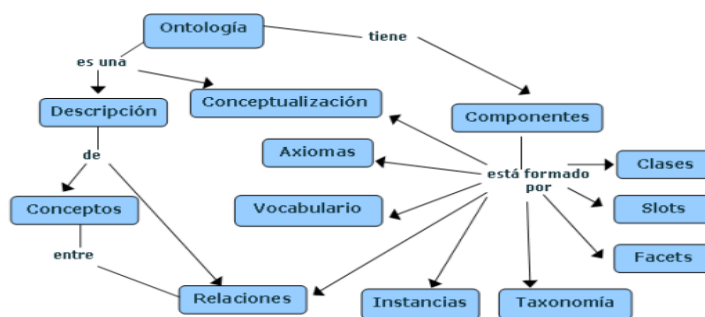 Ontología
tiene
es una
Descripción
Conceptualización
Componentes
Axiomas
de
está formado
por
Clases
Conceptos
Vocabulario
Slots
entre
Facets
Relaciones
Instancias
Taxonomía